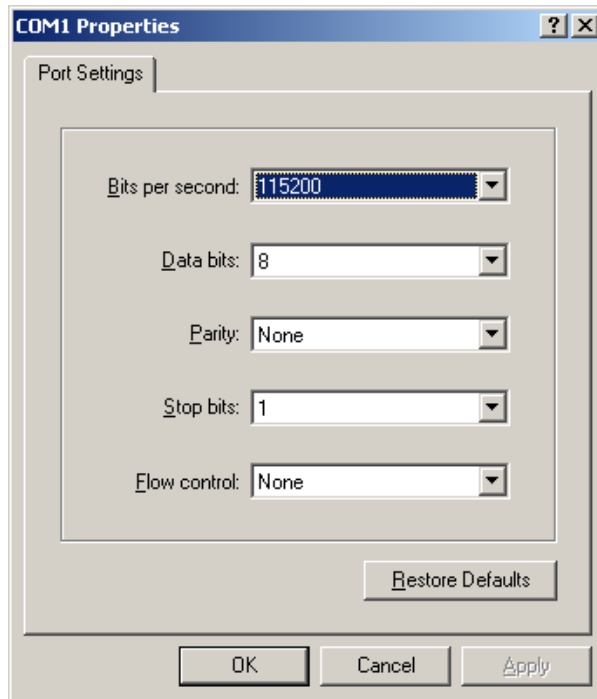 COM1 Properties
Port Settings
Bits per second: 115200
Data bits: 8
Parity: None
Stop bits: 1
Flow control: None
Restore Defaults
OK Cancel Apply